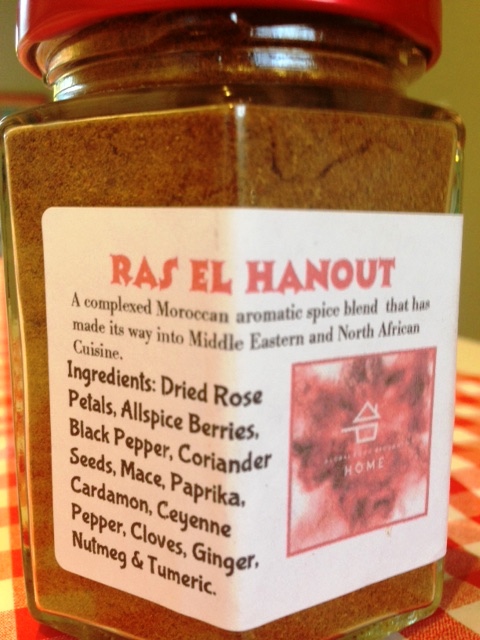 RAS EL HANOUT
A complexed Moroccan aromatic spice blend that has
made its way into Middle Eastern and North African
Cuisine.
Ingredients: Dried Rose
Petals, Allspice Berries,
Black Pepper, Coriander
Seeds, Mace, Paprika,
Cardamon, Ceyenne
Pepper, Cloves, Ginger,
Nutmeg & Tumeric.
HOME